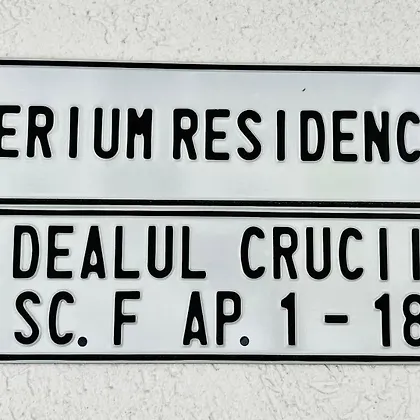 ERIUM RESIDENC
DEALUL CRUCII
SC. F AP. 1 - 18